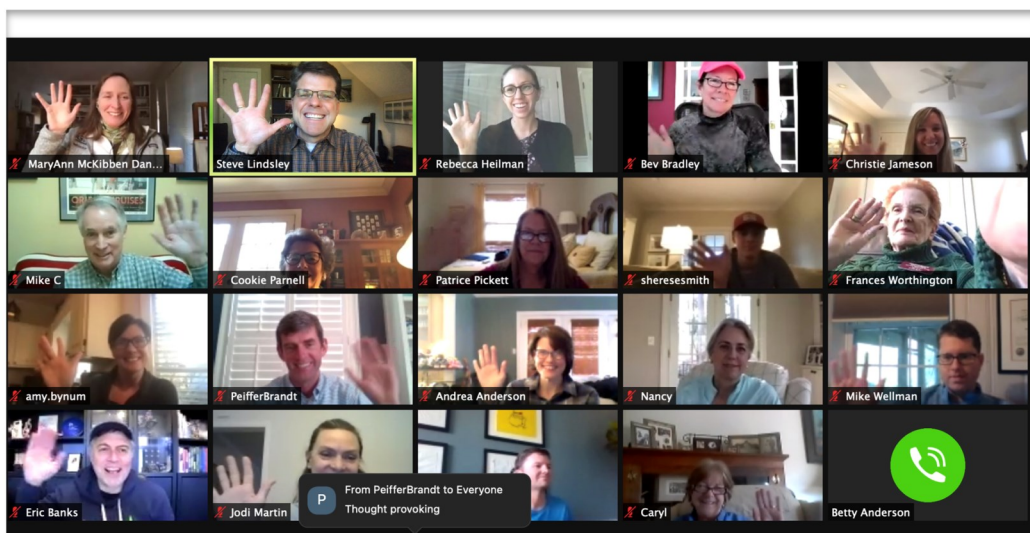 MaryAnn McKibben Dan...
Steve Lindsley
Rebecca Heilman
Bev Bradley
Christie Jameson
Mike C
Cookie Parnell
Patrice Pickett
sheresesmith
Frances Worthington
amy.bynum
PeifferBrandt
Andrea Anderson
Nancy
Mike Wellman
Eric Banks
Jodi Martin
P
From PeifferBrandt to Everyone
Thought provoking
Caryl
Betty Anderson